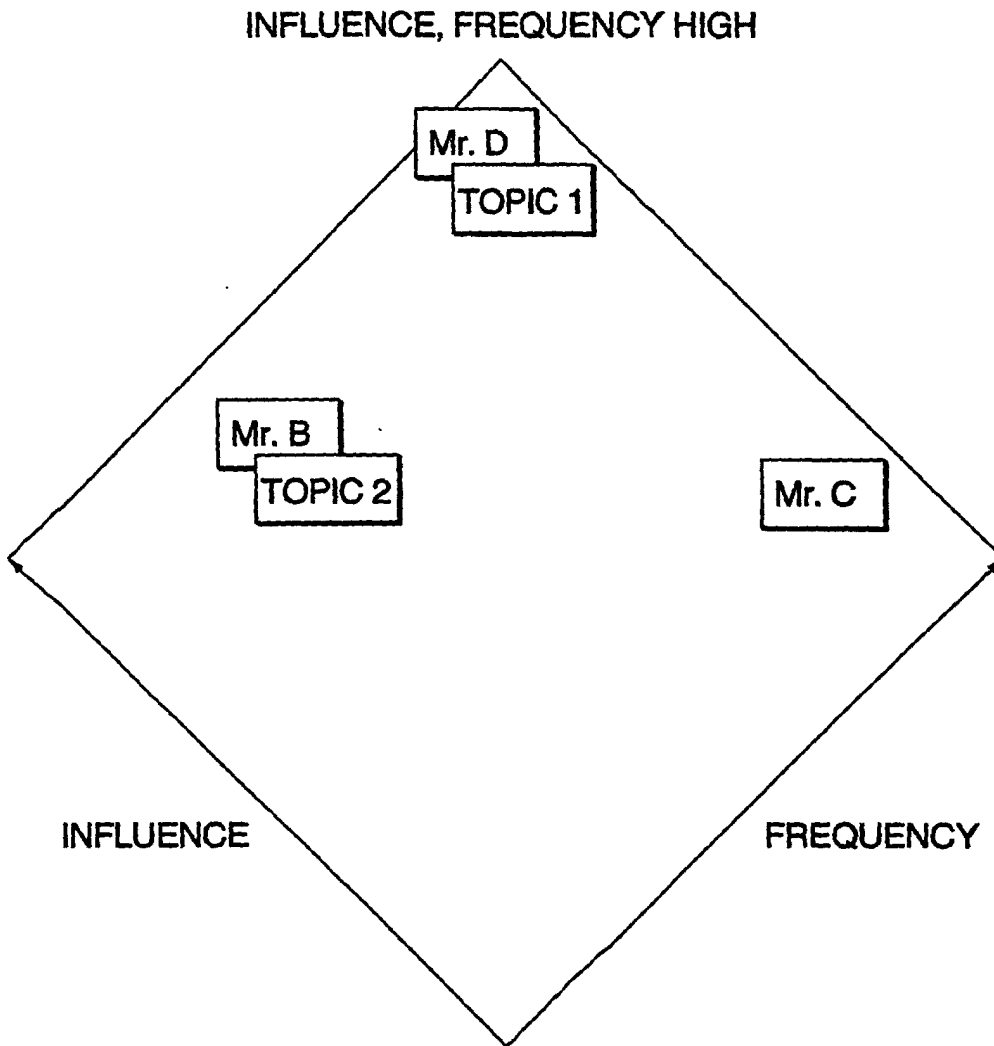 INFLUENCE, FREQUENCY HIGH
Mr. D
TOPIC 1
Mr. B
TOPIC 2
Mr. C
INFLUENCE
FREQUENCY